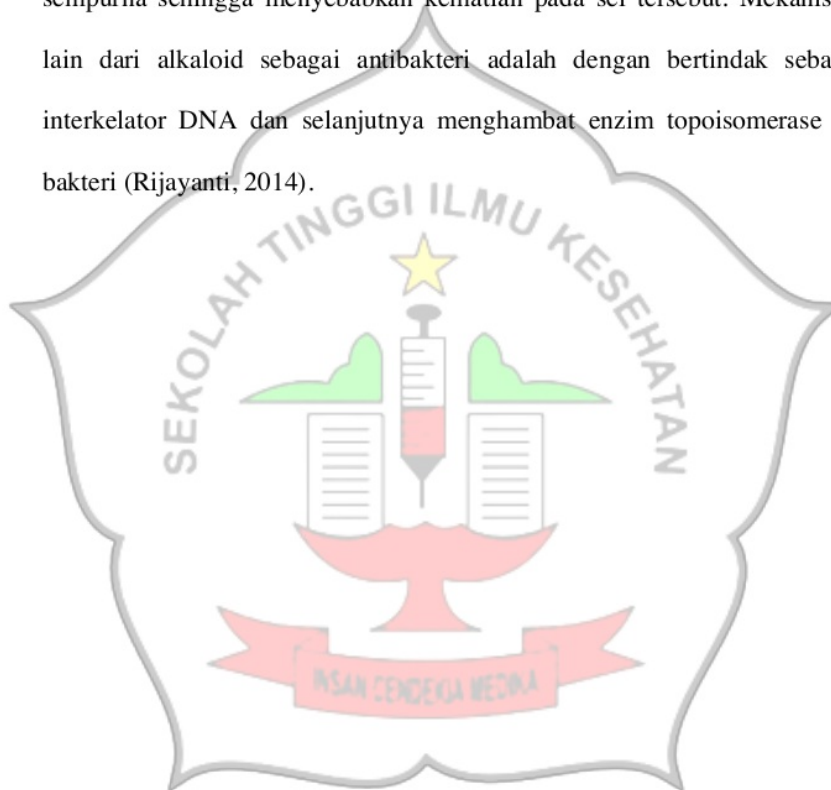 sempurna sehingga menyebabkan kematian pada sel tersebut. Mekanis
lain dari alkaloid sebagai antibakteri adalah dengan bertindak seba
interkelator DNA dan selanjutnya menghambat enzim topoisomerase
bakteri (Rijayanti, 2014).
SEKOLAH TINGGI ILMU KESEHATAN
INSAN CENDEKIA MEDIKA